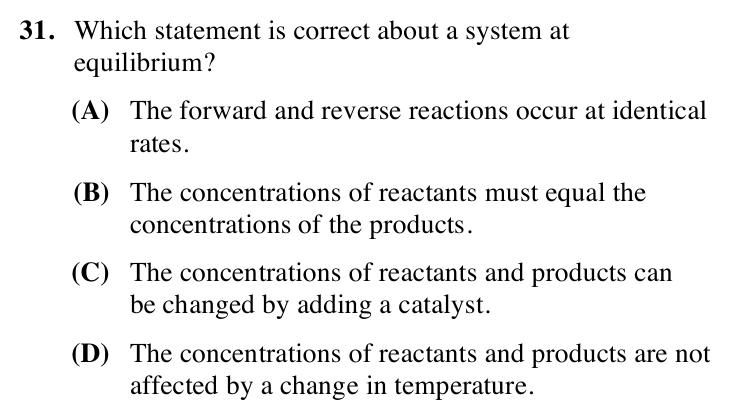 31. Which statement is correct about a system at
equilibrium?
(A) The forward and reverse reactions occur at identical
rates.
(B) The concentrations of reactants must equal the
concentrations of the products.
(C) The concentrations of reactants and products can
be changed by adding a catalyst.
(D) The concentrations of reactants and products are not
affected by a change in temperature.